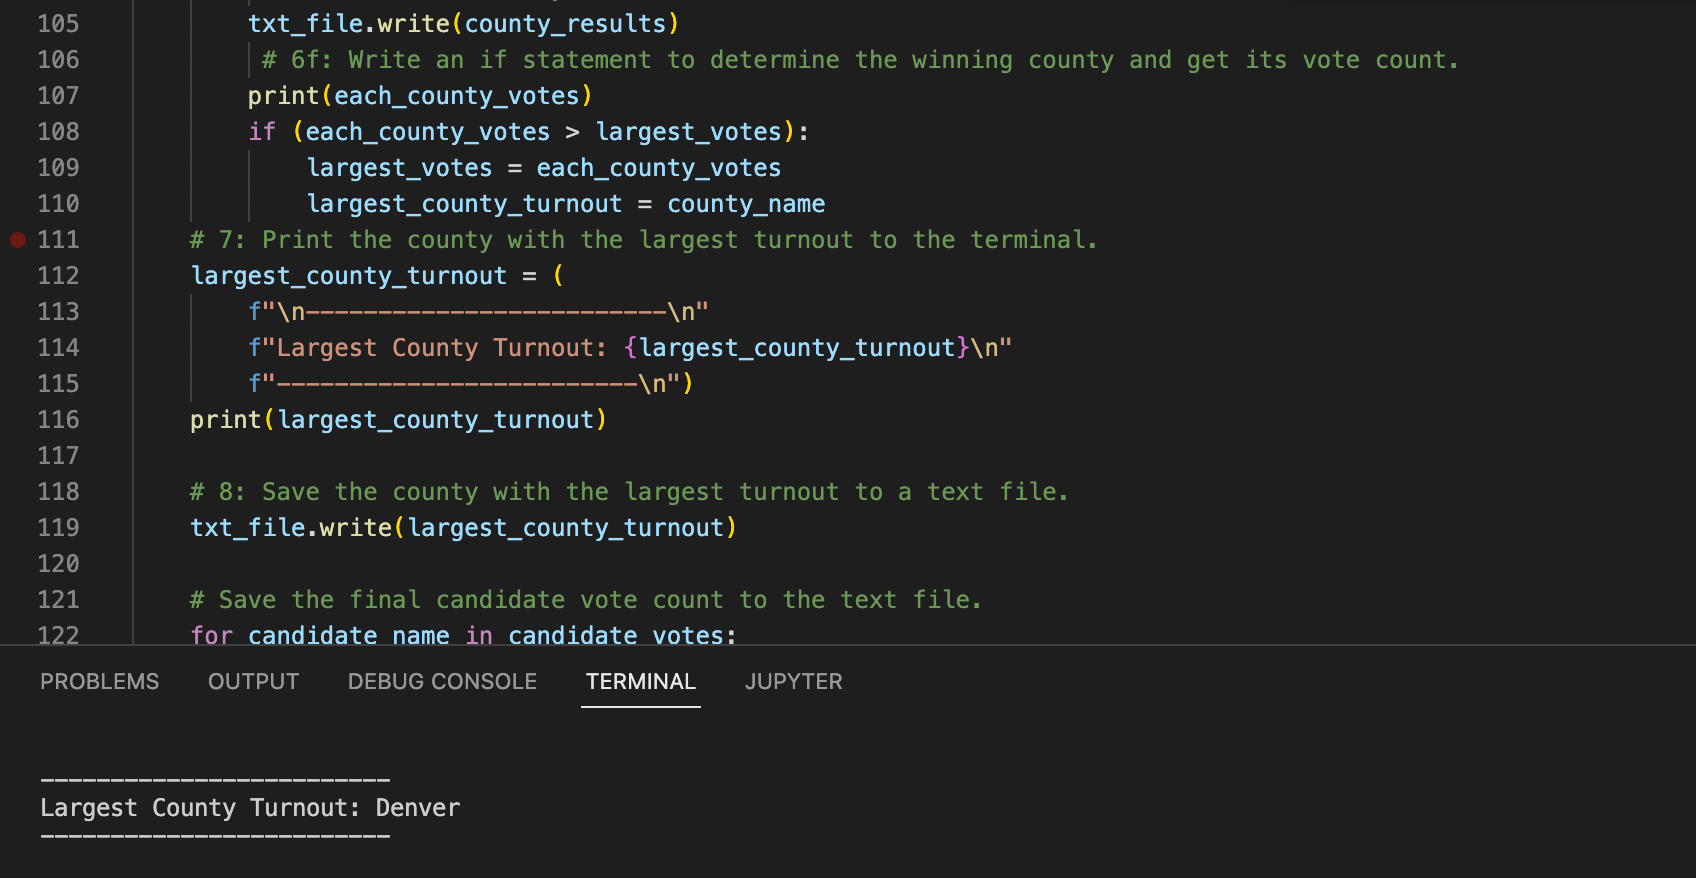 105 txt_file.write(county_results)
106 # 6f: Write an if statement to determine the winning county and get its vote count.
107 print(each_county_votes)
108 if (each_county_votes > largest_votes):
109 largest_votes = each_county_votes
110 largest_county_turnout = county_name
111 # 7: Print the county with the largest turnout to the terminal.
112 largest_county_turnout = (
113 f"\n-------------------------\n"
114 f"Largest County Turnout: {largest_county_turnout}\n"
115 f"-------------------------\n")
116 print(largest_county_turnout)
117
118 # 8: Save the county with the largest turnout to a text file.
119 txt_file.write(largest_county_turnout)
120
121 # Save the final candidate vote count to the text file.
122 for candidate_name in candidate_votes:
PROBLEMS OUTPUT DEBUG CONSOLE TERMINAL JUPYTER
-------------------------
Largest County Turnout: Denver
-------------------------